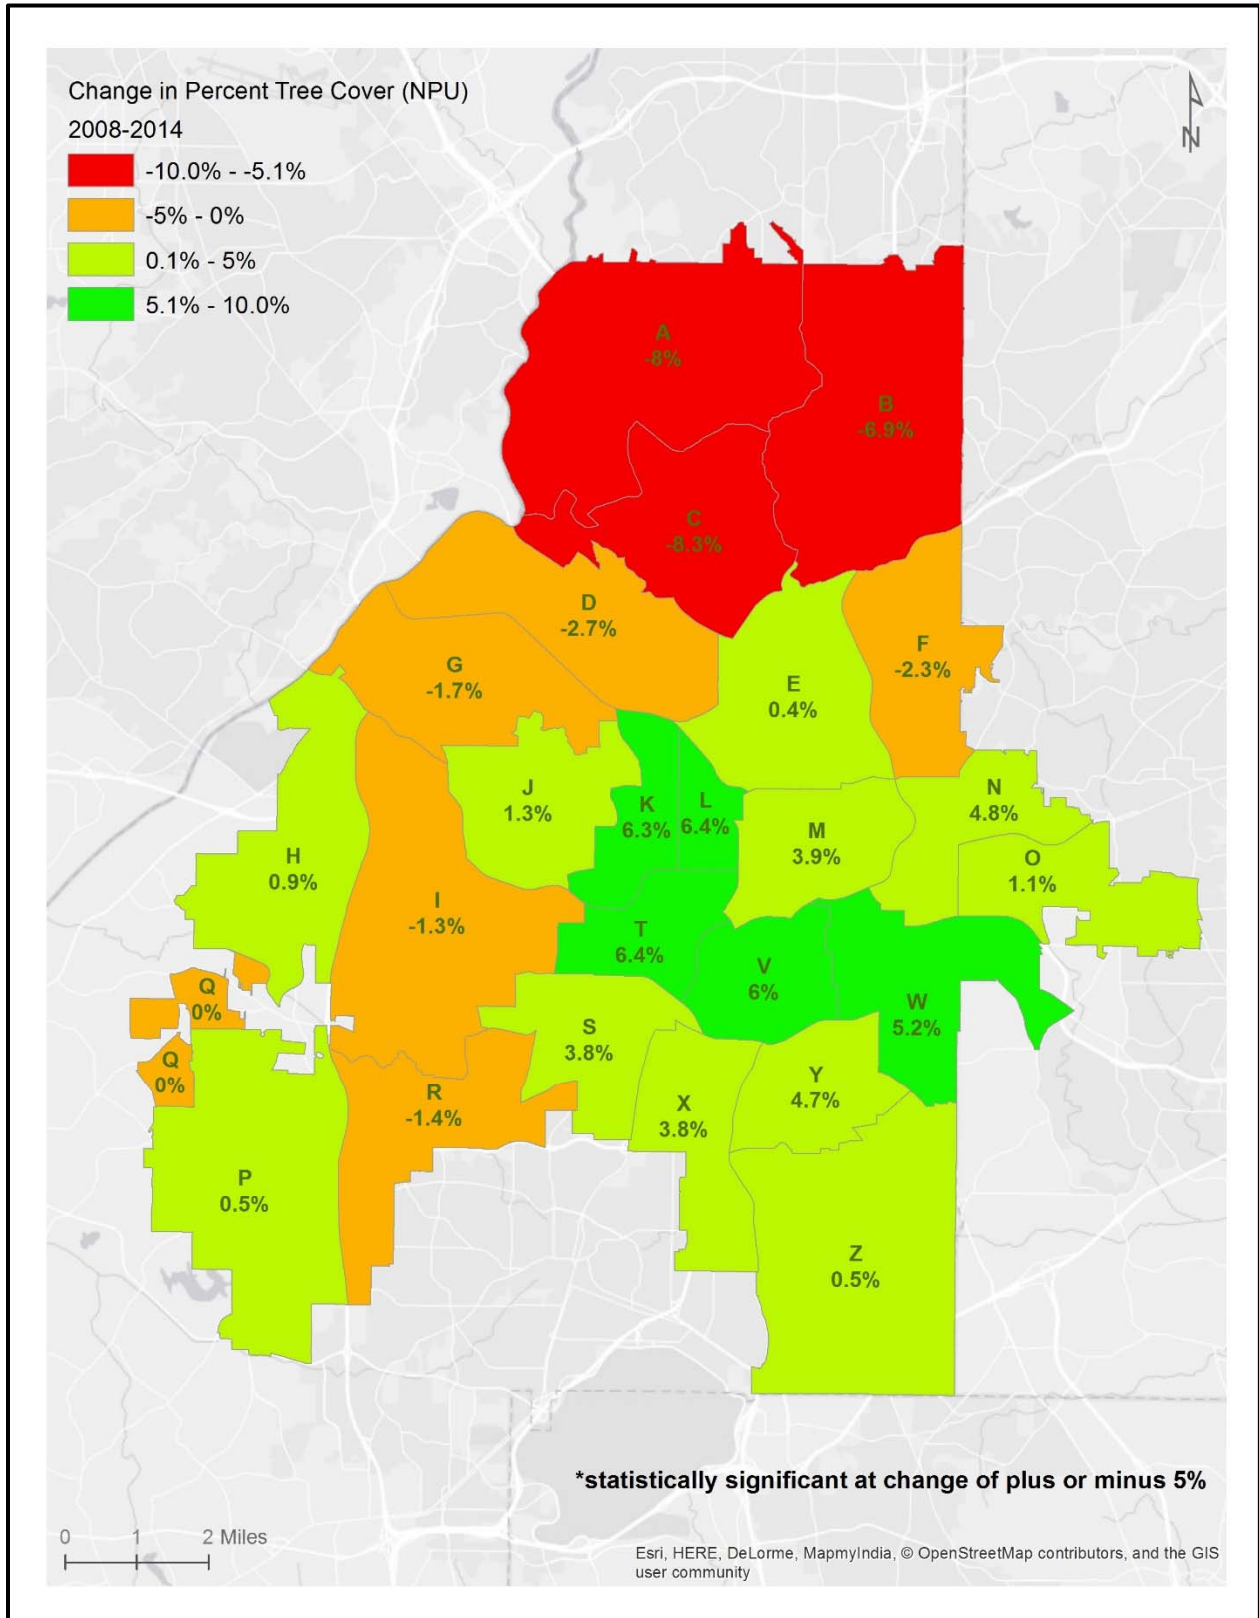 Change in Percent Tree Cover (NPU)
2008-2014
-10.0% - -5.1%
-5% - 0%
0.1% - 5%
5.1% - 10.0%
N
A
-8%
B
-6.9%
C
-8.3%
D
-2.7%
F
-2.3%
G
-1.7%
E
0.4%
J
1.3%
K
6.3%
L
6.4%
N
4.8%
M
3.9%
H
0.9%
O
1.1%
I
-1.3%
T
6.4%
V
6%
Q
0%
W
5.2%
S
3.8%
Q
0%
R
-1.4%
Y
4.7%
X
3.8%
P
0.5%
Z
0.5%
*statistically significant at change of plus or minus 5%
0 1 2 Miles
Esri, HERE, DeLorme, MapmyIndia, © OpenStreetMap contributors, and the GIS
user community